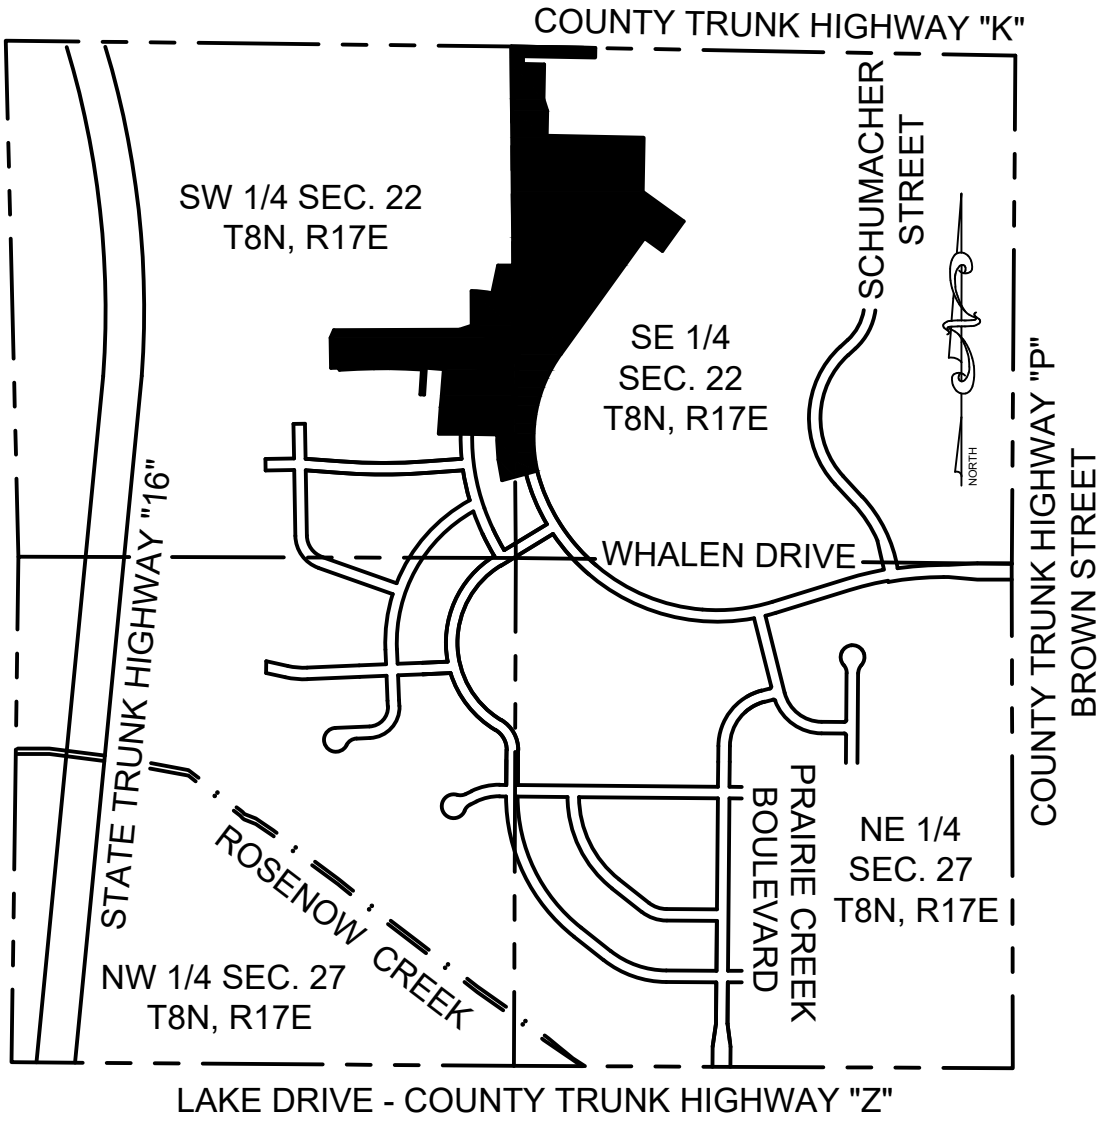 COUNTY TRUNK HIGHWAY "K"
SCHUMACHER
STREET
SW 1/4 SEC. 22
T8N, R17E
SE 1/4
SEC. 22
T8N, R17E
NORTH
COUNTY TRUNK HIGHWAY "P"
BROWN STREET
STATE TRUNK HIGHWAY "16"
WHALEN DRIVE
PRAIRIE CREEK
BOULEVARD
NE 1/4
SEC. 27
T8N, R17E
ROSENOW CREEK
NW 1/4 SEC. 27
T8N, R17E
LAKE DRIVE - COUNTY TRUNK HIGHWAY "Z"